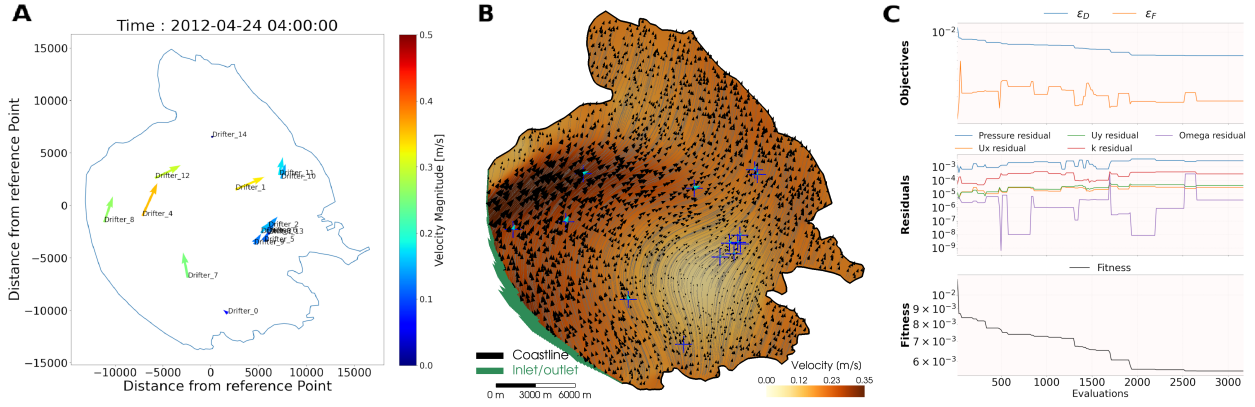 A
Time : 2012-04-24 04:00:00
Distance from reference Point
15000
10000
5000
0
−5000
−10000
−15000
Drifter_14
Drifter_11
Drifter_10
Drifter_12
Drifter_1
Drifter_4
Drifter_8
Drifter_2
Drifter_5
Drifter_7
Drifter_0
−10000 −5000 0 5000 10000 15000
Distance from reference Point
0.5
0.4
0.3
0.2
0.1
0.0
Velocity Magnitude [m/s]
B
Coastline
Inlet/outlet
0 m 3000 m 6000 m
Velocity (m/s)
0.00 0.12 0.23 0.35
C
ε_D ε_F
Objectives
10⁻²
Pressure residual Uy residual Omega residual
Ux residual k residual
Residuals
10⁻³
10⁻⁴
10⁻⁵
10⁻⁶
10⁻⁷
10⁻⁸
10⁻⁹
Fitness
Fitness
10⁻²
9 × 10⁻³
8 × 10⁻³
7 × 10⁻³
6 × 10⁻³
500 1000 1500 2000 2500 3000
Evaluations